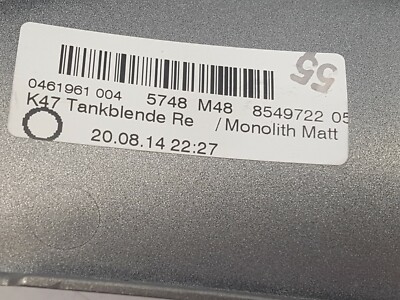 55
0461961 004 5748 M48 8549722 05
K47 Tankblende Re /Monolith Matt
20.08.14 22:27